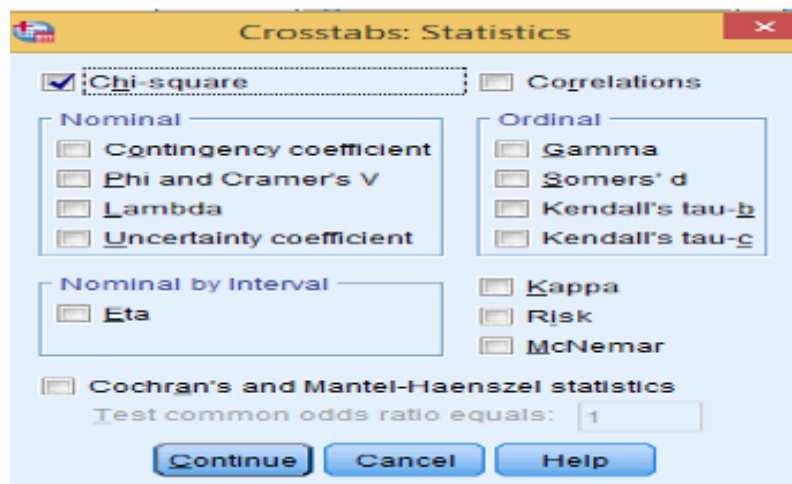 Crosstabs: Statistics
Chi-square
Correlations
Nominal
Contingency coefficient
Phi and Cramer's V
Lambda
Uncertainty coefficient
Ordinal
Gamma
Somers' d
Kendall's tau-b
Kendall's tau-c
Nominal by Interval
Eta
Kappa
Risk
McNemar
Cochran's and Mantel-Haenszel statistics
Test common odds ratio equals: 1
Continue Cancel Help